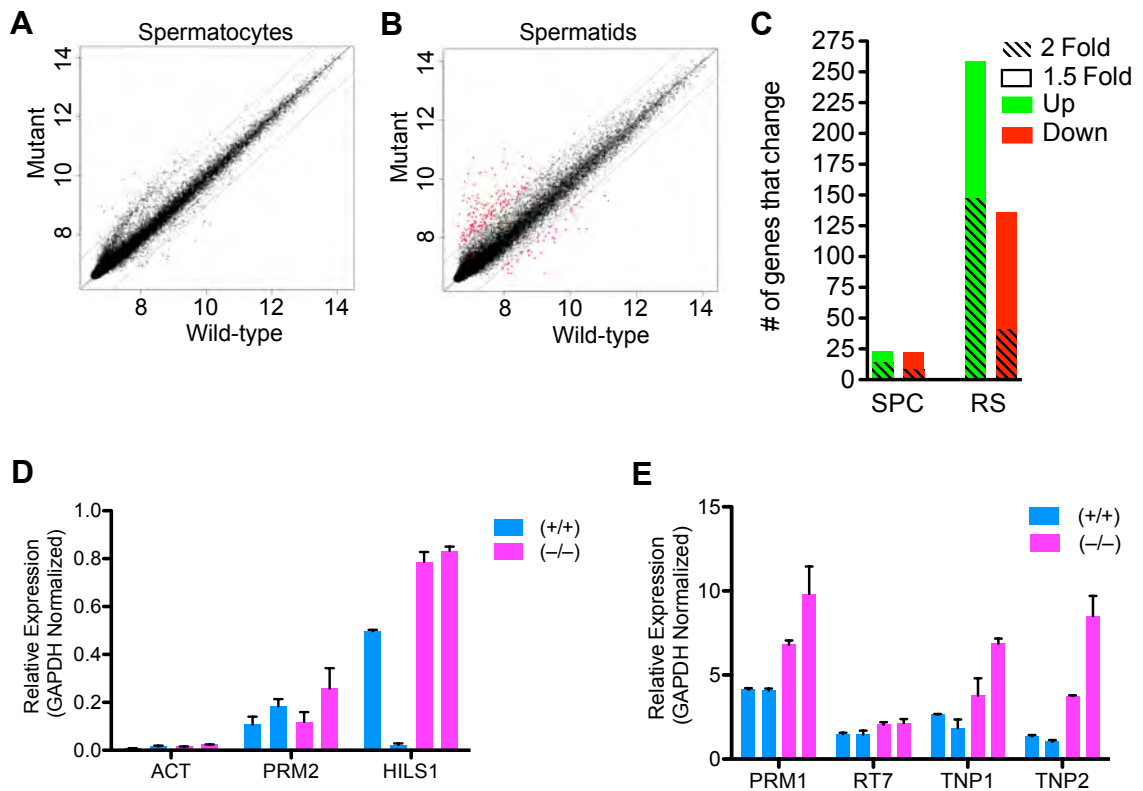 A
Spermatocytes
14
12
10
8
Mutant
8 10 12 14
Wild-type
B
Spermatids
14
12
10
8
Mutant
8 10 12 14
Wild-type
C
275
250
225
200
175
150
125
100
75
50
25
0
# of genes that change
SPC RS
2 Fold
1.5 Fold
Up
Down
D
1.0
0.8
0.6
0.4
0.2
0.0
Relative Expression
(GAPDH Normalized)
ACT PRM2 HILS1
(+/+)
(–/–)
E
15
10
5
0
Relative Expression
(GAPDH Normalized)
PRM1 RT7 TNP1 TNP2
(+/+)
(–/–)